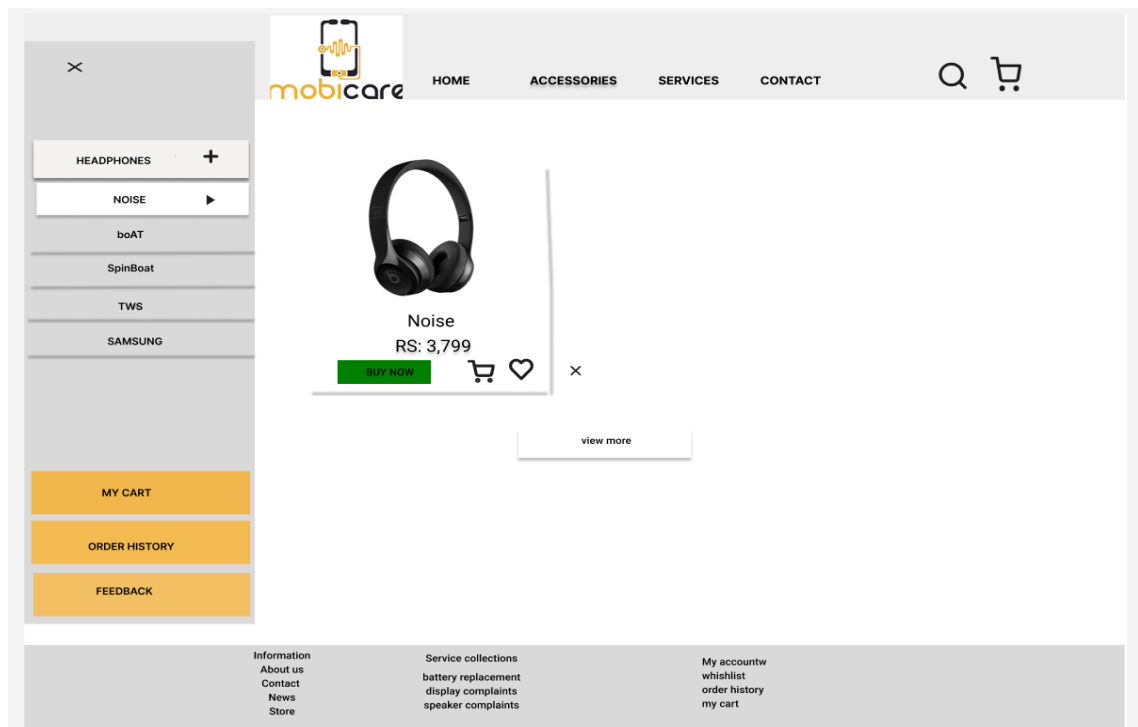 mobicare
HOME
ACCESSORIES
SERVICES
CONTACT
HEADPHONES
NOISE
boAT
SpinBoat
TWS
SAMSUNG
MY CART
ORDER HISTORY
FEEDBACK
b
Noise
RS: 3,799
BUY NOW
view more
Information
About us
Contact
News
Store
Service collections
battery replacement
display complaints
speaker complaints
My accountw
whishlist
order history
my cart